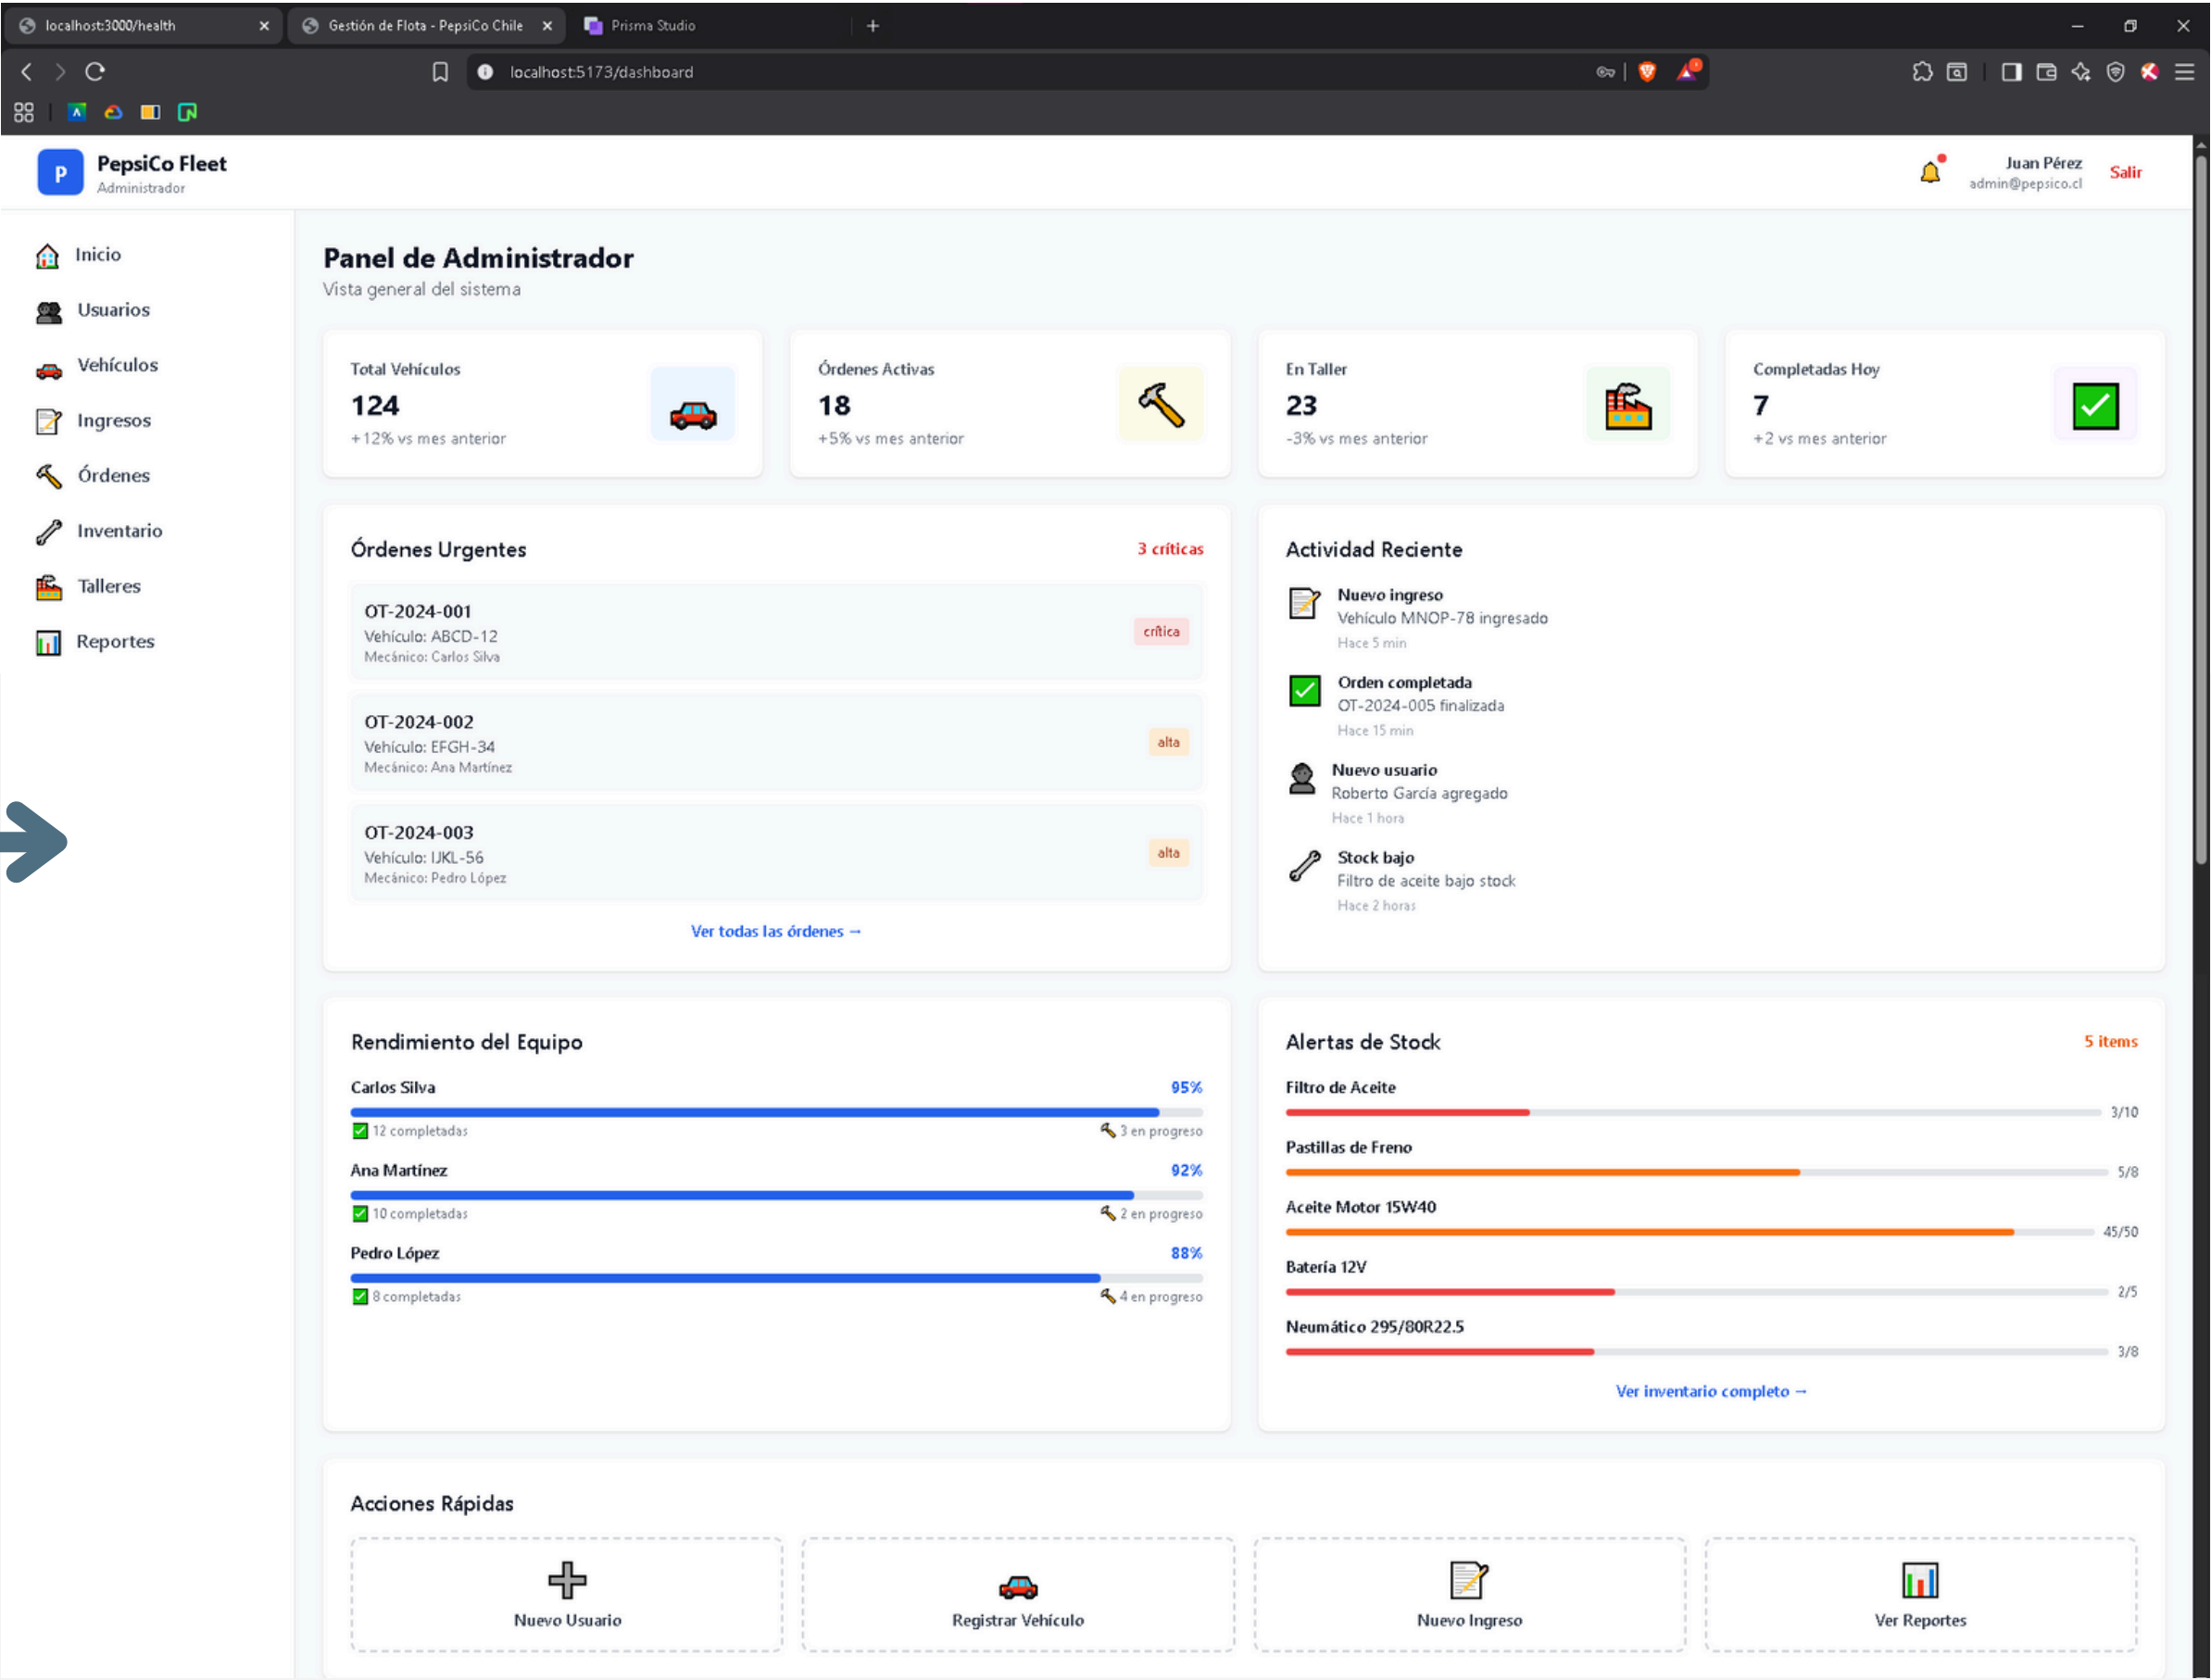 localhost:3000/health
Gestión de Flota - PepsiCo Chile
Prisma Studio
localhost:5173/dashboard
P
PepsiCo Fleet
Administrador
Juan Pérez
admin@pepsico.cl
Salir
Inicio
Usuarios
Vehículos
Ingresos
Órdenes
Inventario
Talleres
Reportes
Panel de Administrador
Vista general del sistema
Total Vehículos
124
+12% vs mes anterior
Órdenes Activas
18
+5% vs mes anterior
En Taller
23
-3% vs mes anterior
Completadas Hoy
7
+2 vs mes anterior
Órdenes Urgentes
3 críticas
OT-2024-001
Vehículo: ABCD-12
Mecánico: Carlos Silva
crítica
OT-2024-002
Vehículo: EFGH-34
Mecánico: Ana Martínez
alta
OT-2024-003
Vehículo: IJKL-56
Mecánico: Pedro López
alta
Ver todas las órdenes →
Actividad Reciente
Nuevo ingreso
Vehículo MNOP-78 ingresado
Hace 5 min
Orden completada
OT-2024-005 finalizada
Hace 15 min
Nuevo usuario
Roberto García agregado
Hace 1 hora
Stock bajo
Filtro de aceite bajo stock
Hace 2 horas
Rendimiento del Equipo
Carlos Silva
95%
12 completadas
3 en progreso
Ana Martínez
92%
10 completadas
2 en progreso
Pedro López
88%
8 completadas
4 en progreso
Alertas de Stock
5 items
Filtro de Aceite
3/10
Pastillas de Freno
5/8
Aceite Motor 15W40
45/50
Batería 12V
2/5
Neumático 295/80R22.5
3/8
Ver inventario completo →
Acciones Rápidas
Nuevo Usuario
Registrar Vehículo
Nuevo Ingreso
Ver Reportes